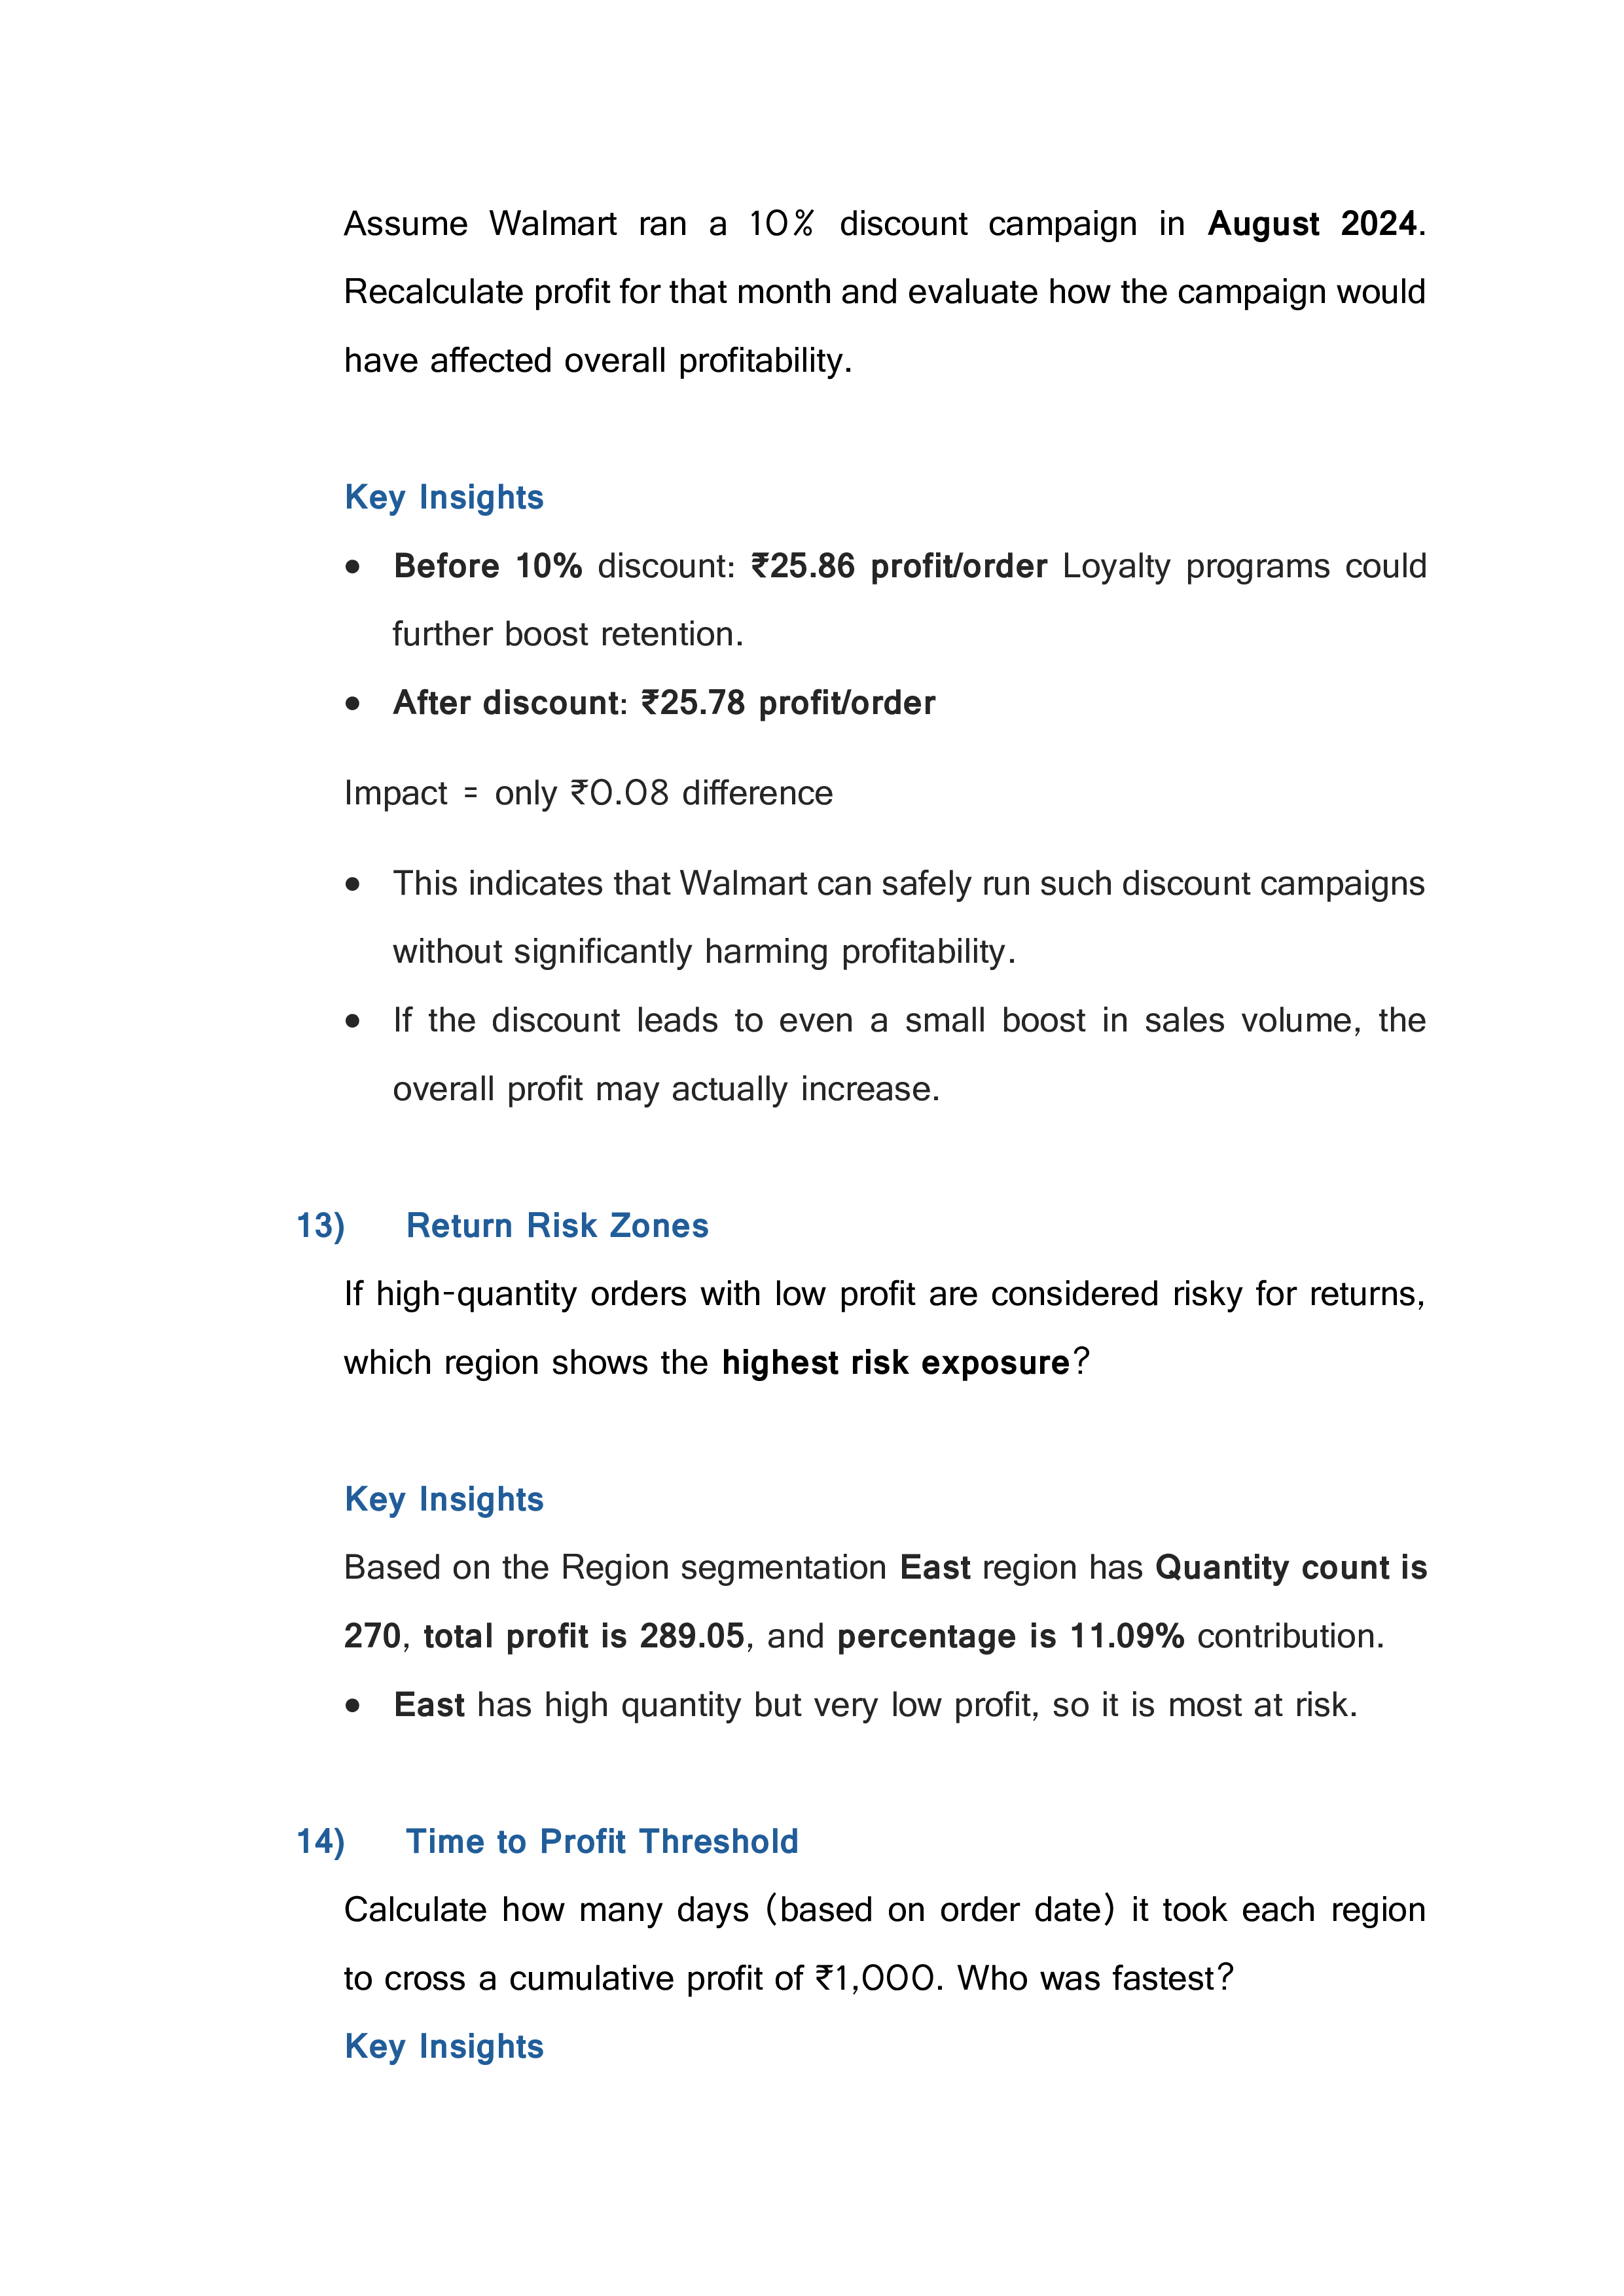 Assume Walmart ran a 10% discount campaign in August 2024.
Recalculate profit for that month and evaluate how the campaign would
have affected overall profitability.
Key Insights
● Before 10% discount: ₹25.86 profit/order Loyalty programs could
further boost retention.
● After discount: ₹25.78 profit/order
Impact = only ₹0.08 difference
● This indicates that Walmart can safely run such discount campaigns
without significantly harming profitability.
● If the discount leads to even a small boost in sales volume, the
overall profit may actually increase.
13) Return Risk Zones
If high-quantity orders with low profit are considered risky for returns,
which region shows the highest risk exposure?
Key Insights
Based on the Region segmentation East region has Quantity count is
270, total profit is 289.05, and percentage is 11.09% contribution.
● East has high quantity but very low profit, so it is most at risk.
14) Time to Profit Threshold
Calculate how many days (based on order date) it took each region
to cross a cumulative profit of ₹1,000. Who was fastest?
Key Insights